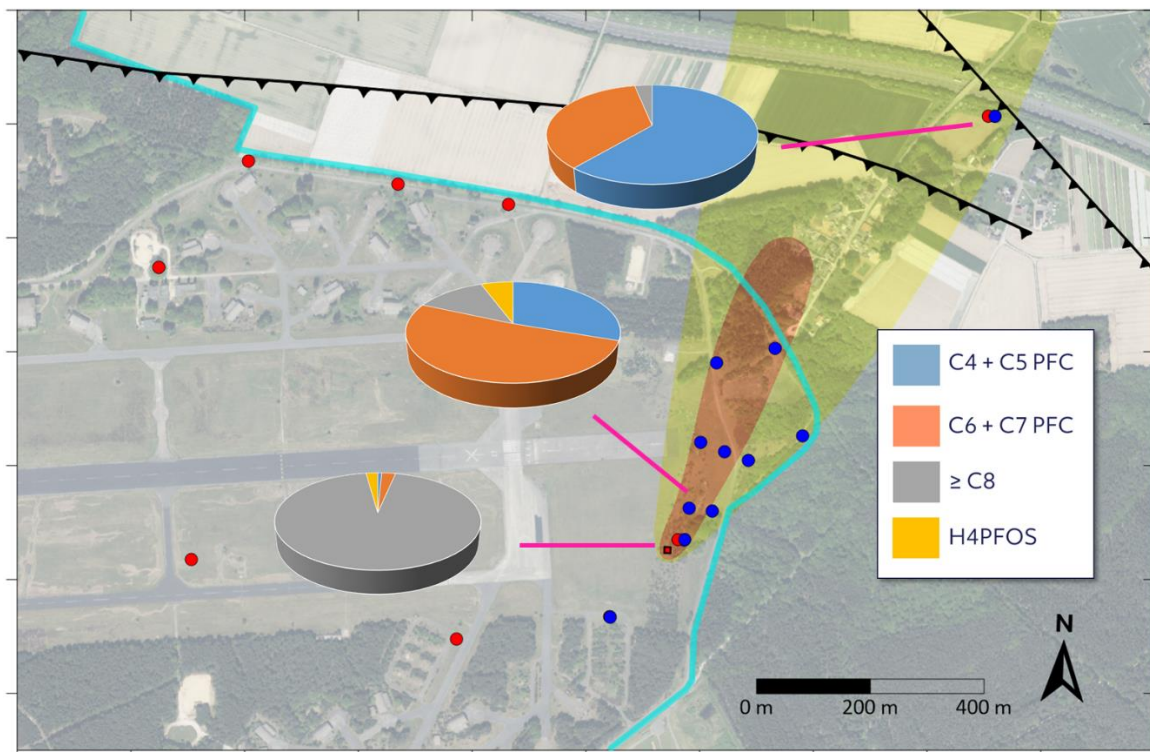 C4 + C5 PFC
C6 + C7 PFC
≥ C8
H4PFOS
N
0 m 200 m 400 m